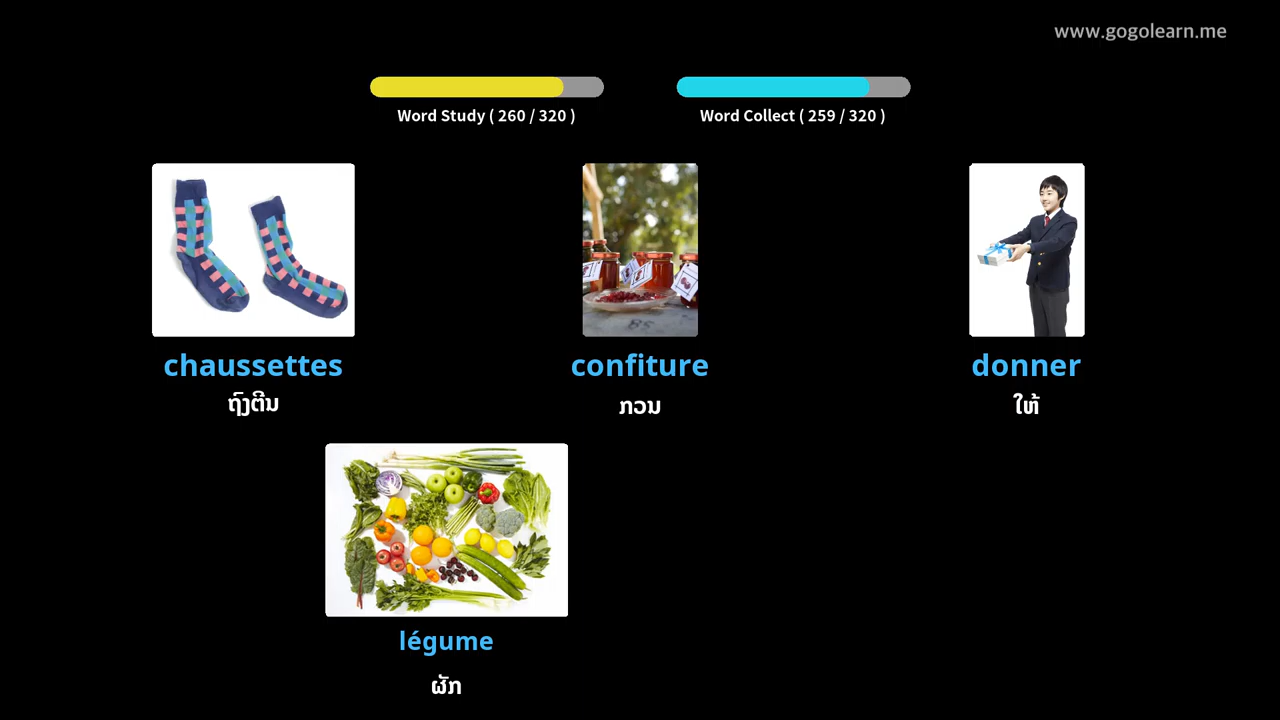 www.gogolearn.me
Word Study ( 260 / 320 )
Word Collect ( 259 / 320 )
chaussettes
ຖົງຕີນ
confiture
ກວນ
donner
ໃຫ້
légume
ຜັກ